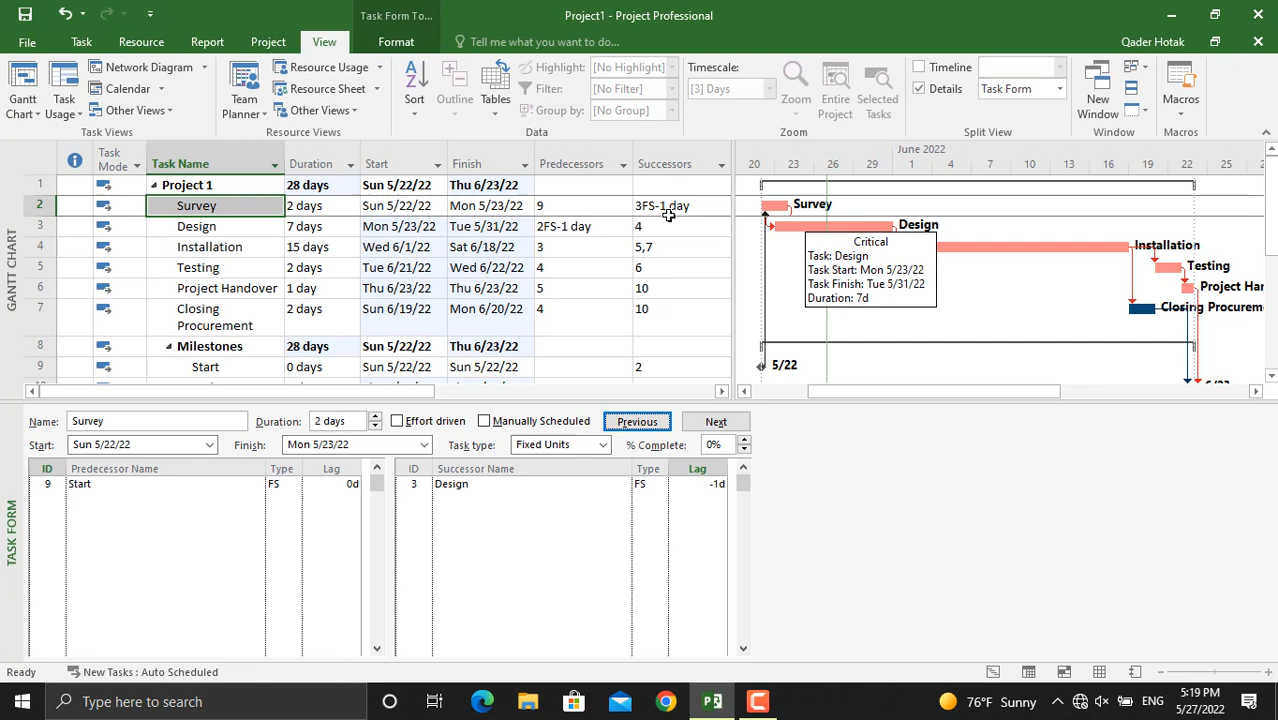 Task Form To...
Project1 - Project Professional
File
Task
Resource
Report
Project
View
Format
Tell me what you want to do...
Qader Hotak
Gantt Chart
Task Usage
Network Diagram
Calendar
Other Views
Task Views
Team Planner
Resource Usage
Resource Sheet
Other Views
Resource Views
Sort
Outline
Tables
Highlight: [No Highlight]
Filter: [No Filter]
Group by: [No Group]
Data
Timescale:
[3] Days
Zoom
Entire Project
Selected Tasks
Zoom
Timeline
Details Task Form
Split View
New Window
Window
Macros
Macros
Task Mode Task Name Duration Start Finish Predecessors Successors
June 2022
20 23 26 29 1 4 7 10 13 16 19 22 25
1 Project 1 28 days Sun 5/22/22 Thu 6/23/22
2 Survey 2 days Sun 5/22/22 Mon 5/23/22 9 3FS-1 day
3 Design 7 days Mon 5/23/22 Tue 5/31/22 2FS-1 day 4
4 Installation 15 days Wed 6/1/22 Sat 6/18/22 3 5,7
5 Testing 2 days Tue 6/21/22 Wed 6/22/22 4 6
6 Project Handover 1 day Thu 6/23/22 Thu 6/23/22 5 10
7 Closing Procurement 2 days Sun 6/19/22 Mon 6/20/22 4 10
8 Milestones 28 days Sun 5/22/22 Thu 6/23/22
9 Start 0 days Sun 5/22/22 Sun 5/22/22 2
GANTT CHART
Survey
Design
Installation
Testing
Project Han
Closing Procurem
5/22
Critical
Task: Design
Task Start: Mon 5/23/22
Task Finish: Tue 5/31/22
Duration: 7d
Name: Survey Duration: 2 days Effort driven Manually Scheduled Previous Next
Start: Sun 5/22/22 Finish: Mon 5/23/22 Task type: Fixed Units % Complete: 0%
ID Predecessor Name Type Lag
9 Start FS 0d
ID Successor Name Type Lag
3 Design FS -1d
TASK FORM
Ready New Tasks : Auto Scheduled
Type here to search
76°F Sunny
5:19 PM
5/27/2022